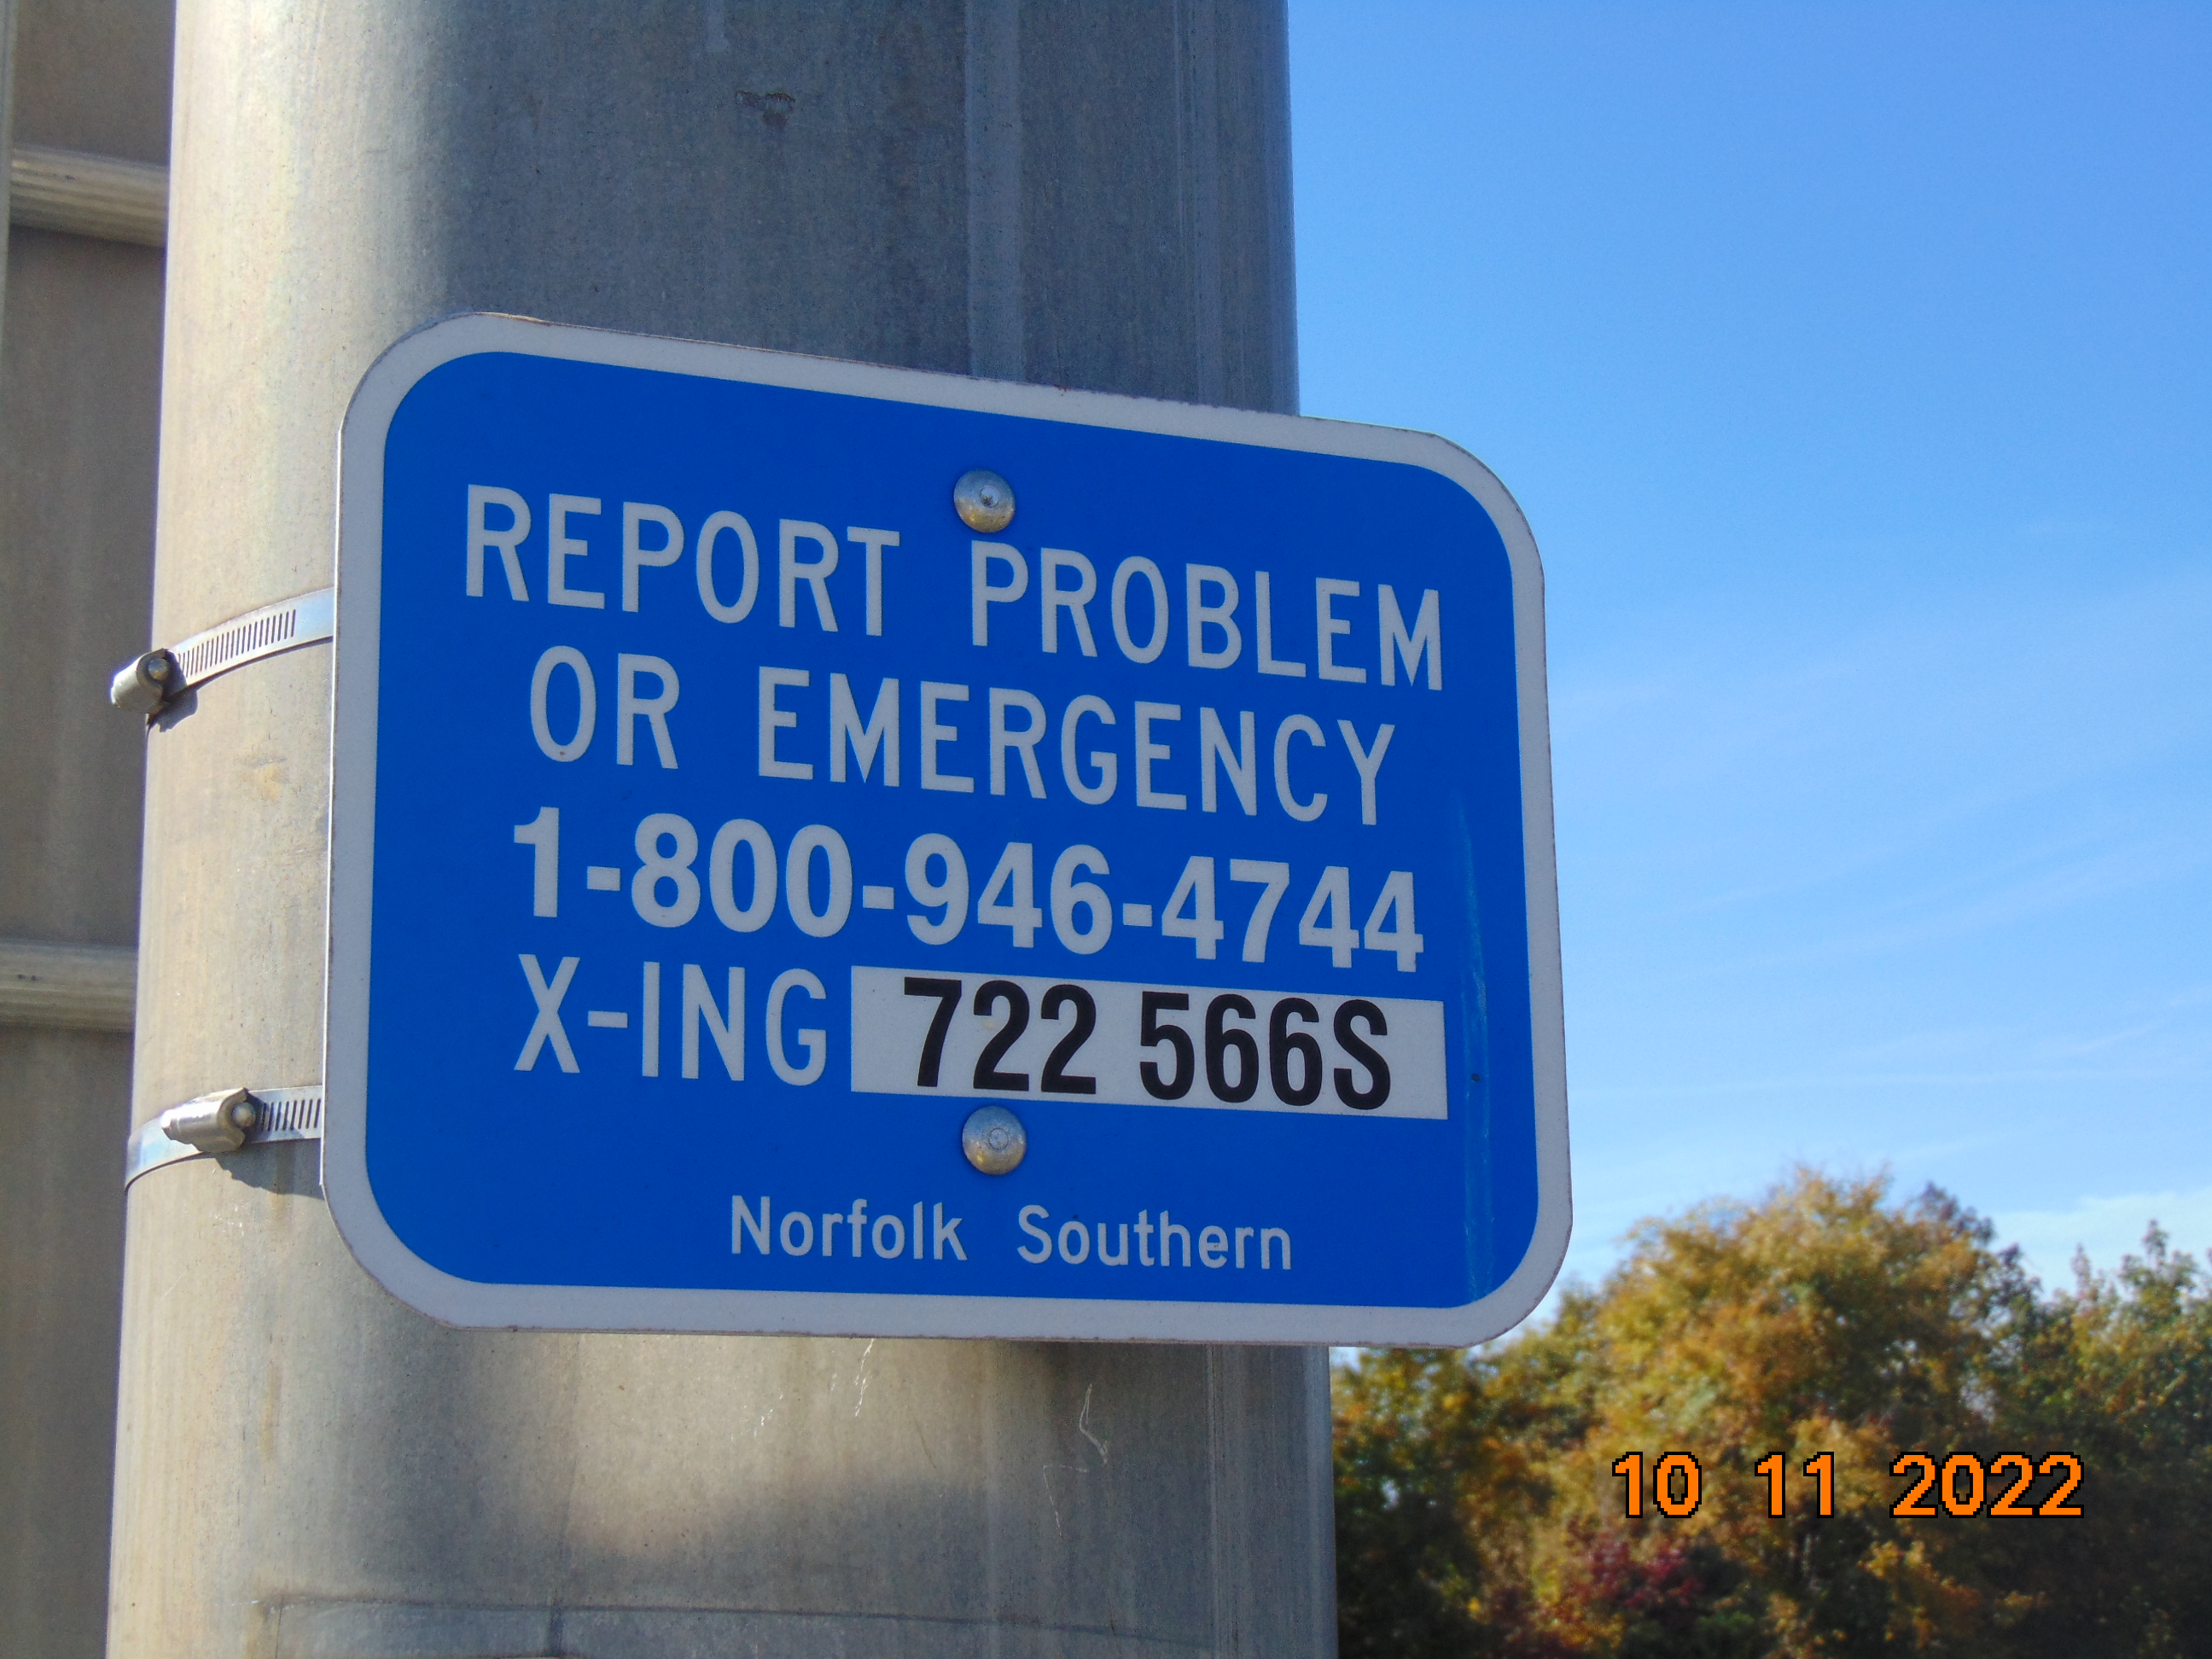 REPORT PROBLEM
OR EMERGENCY
1-800-946-4744
X-ING 722 566S
Norfolk Southern
10 11 2022